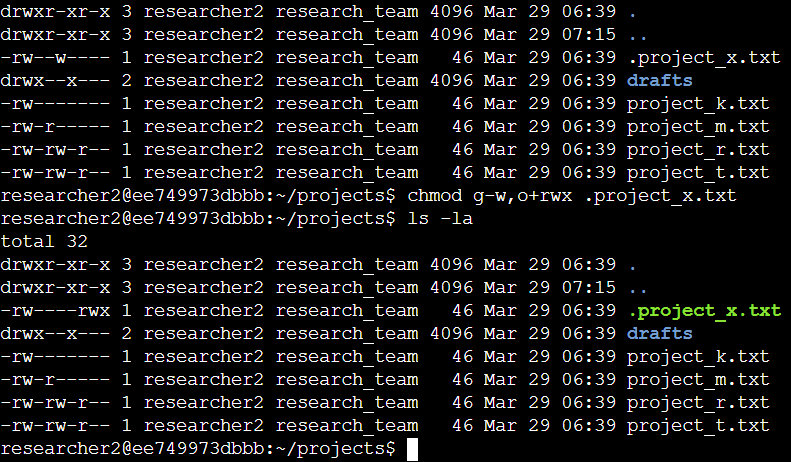 drwxr-xr-x 3 researcher2 research_team 4096 Mar 29 06:39 .
drwxr-xr-x 3 researcher2 research_team 4096 Mar 29 07:15 ..
-rw--w---- 1 researcher2 research_team   46 Mar 29 06:39 .project_x.txt
drwx--x--- 2 researcher2 research_team 4096 Mar 29 06:39 drafts
-rw------- 1 researcher2 research_team   46 Mar 29 06:39 project_k.txt
-rw-r----- 1 researcher2 research_team   46 Mar 29 06:39 project_m.txt
-rw-rw-r-- 1 researcher2 research_team   46 Mar 29 06:39 project_r.txt
-rw-rw-r-- 1 researcher2 research_team   46 Mar 29 06:39 project_t.txt
researcher2@ee749973dbbb:~/projects$ chmod g-w,o+rwx .project_x.txt
researcher2@ee749973dbbb:~/projects$ ls -la
total 32
drwxr-xr-x 3 researcher2 research_team 4096 Mar 29 06:39 .
drwxr-xr-x 3 researcher2 research_team 4096 Mar 29 07:15 ..
-rw----rwx 1 researcher2 research_team   46 Mar 29 06:39 .project_x.txt
drwx--x--- 2 researcher2 research_team 4096 Mar 29 06:39 drafts
-rw------- 1 researcher2 research_team   46 Mar 29 06:39 project_k.txt
-rw-r----- 1 researcher2 research_team   46 Mar 29 06:39 project_m.txt
-rw-rw-r-- 1 researcher2 research_team   46 Mar 29 06:39 project_r.txt
-rw-rw-r-- 1 researcher2 research_team   46 Mar 29 06:39 project_t.txt
researcher2@ee749973dbbb:~/projects$